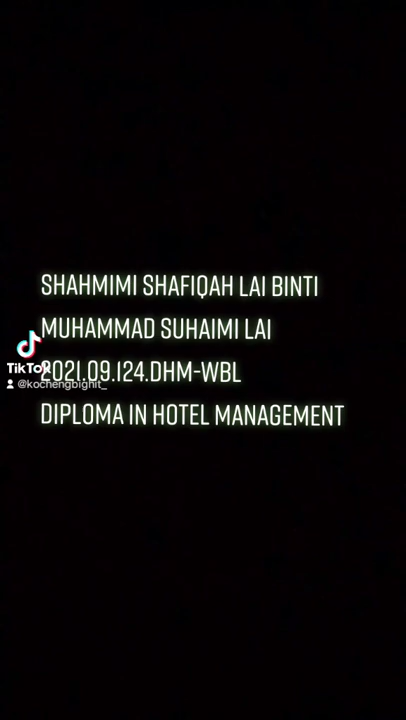 SHAHMIMI SHAFIQAH LAI BINTI
MUHAMMAD SUHAIMI LAI
2021.09.124.DHM-WBL
DIPLOMA IN HOTEL MANAGEMENT
TikTok
@kochengbighit_